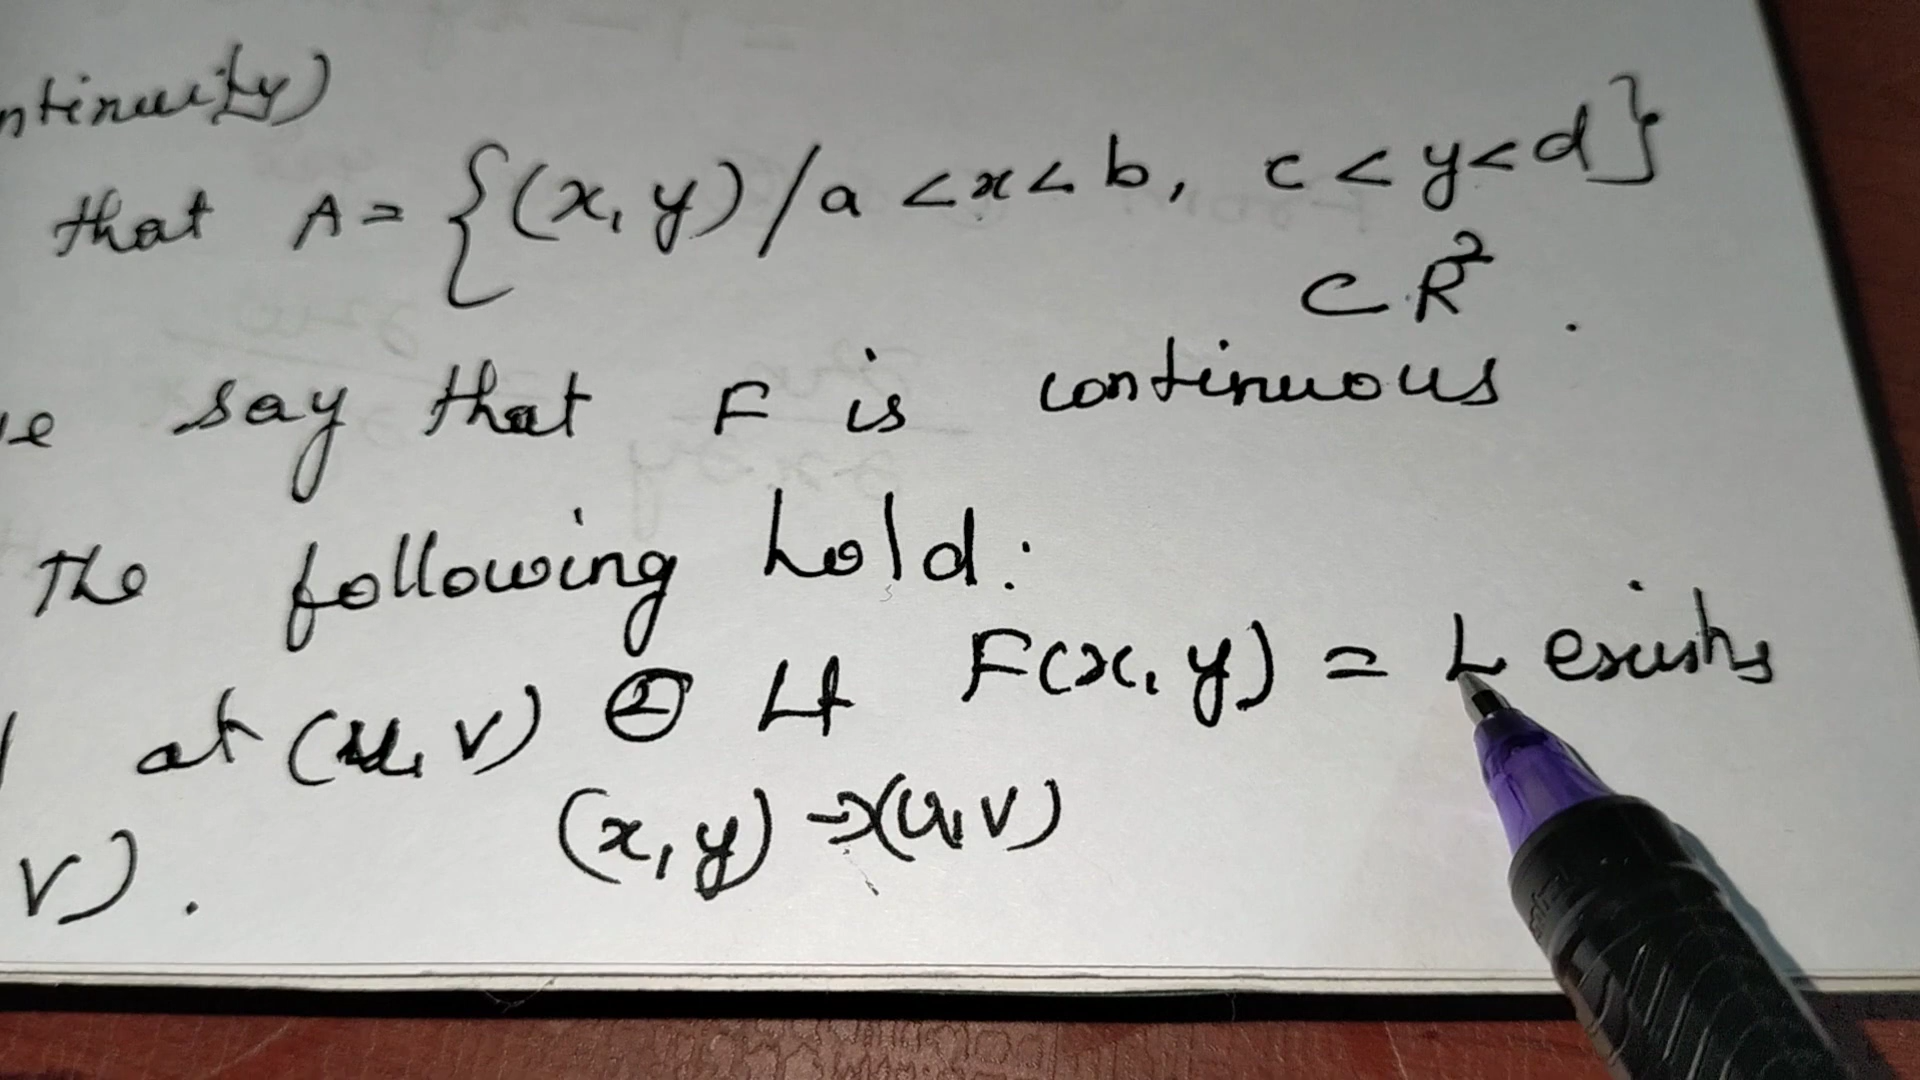 ntinuity)
that A = {(x, y) / a < x < b, c < y < d}
⊂ R².
say that F is continuous
The following hold:
at (u, v) ② Lt F(x, y) = L exists
(x, y) → (u, v)
v).